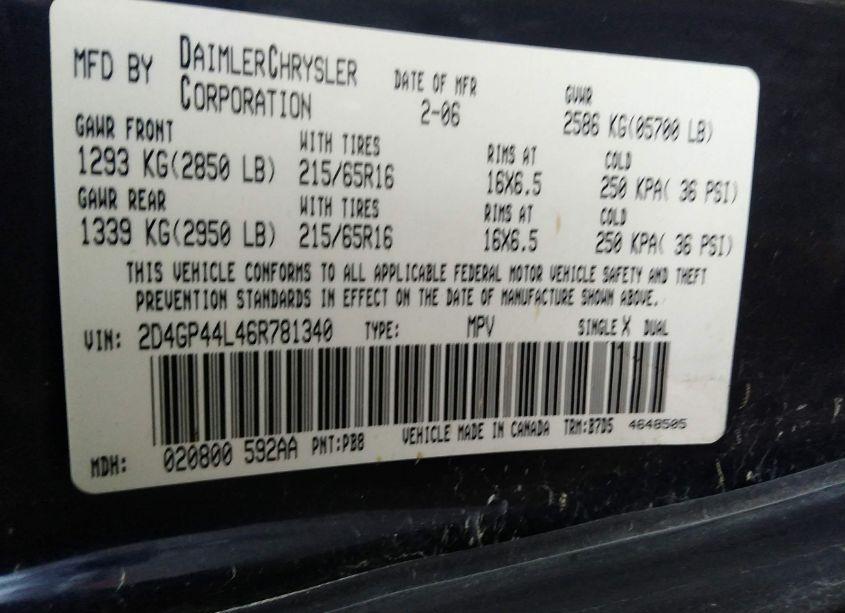 MFD BY DAIMLERCHRYSLER CORPORATION DATE OF MFR 2-06 GVWR 2586 KG(05700 LB)
GAWR FRONT WITH TIRES RIMS AT COLD
1293 KG(2850 LB) 215/65R16 16X6.5 250 KPA( 36 PSI)
GAWR REAR WITH TIRES RIMS AT COLD
1339 KG(2950 LB) 215/65R16 16X6.5 250 KPA( 36 PSI)
THIS VEHICLE CONFORMS TO ALL APPLICABLE FEDERAL MOTOR VEHICLE SAFETY AND THEFT
PREVENTION STANDARDS IN EFFECT ON THE DATE OF MANUFACTURE SHOWN ABOVE.
VIN: 2D4GP44L46R781340 TYPE: MPV SINGLE X DUAL
MDH: 020800 592AA PNT:PB8 VEHICLE MADE IN CANADA TRM:B7D5 4648505